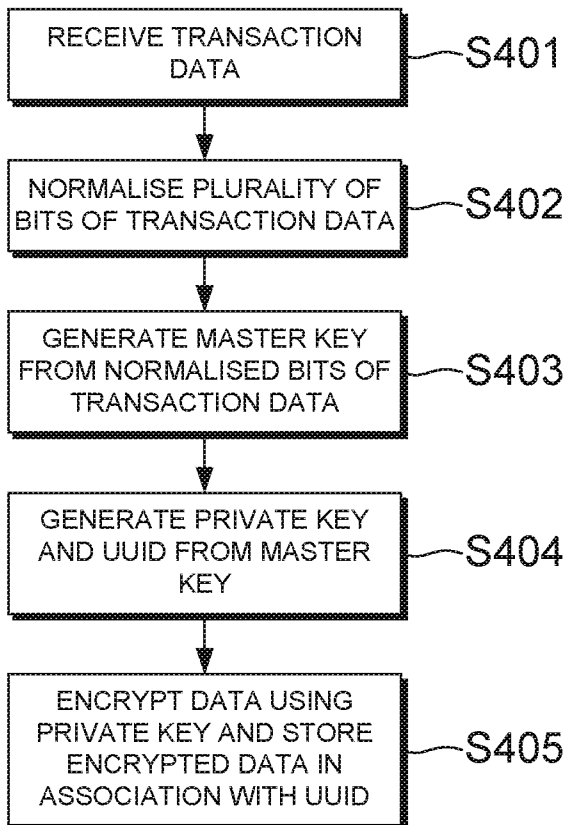 RECEIVE TRANSACTION
DATA
S401
NORMALISE PLURALITY OF
BITS OF TRANSACTION DATA
S402
GENERATE MASTER KEY
FROM NORMALISED BITS OF
TRANSACTION DATA
S403
GENERATE PRIVATE KEY
AND UUID FROM MASTER
KEY
S404
ENCRYPT DATA USING
PRIVATE KEY AND STORE
ENCRYPTED DATA IN
ASSOCIATION WITH UUID
S405